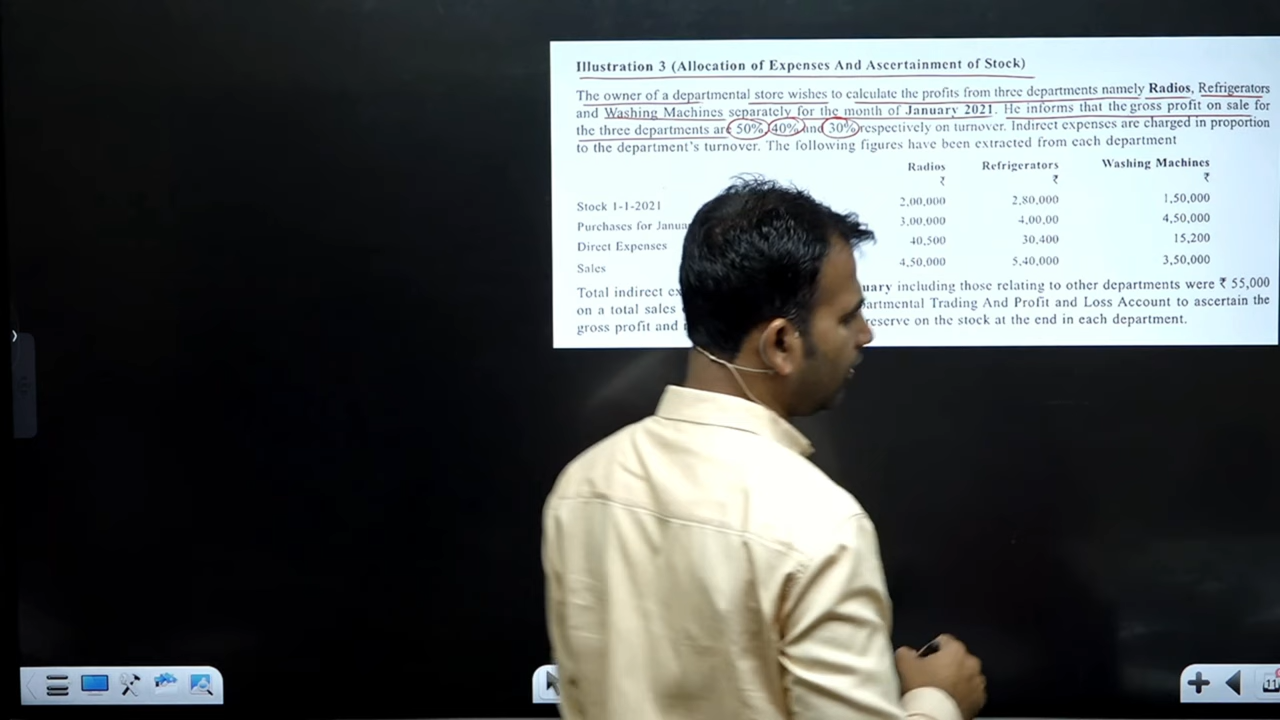 Illustration 3 (Allocation of Expenses And Ascertainment of Stock)
The owner of a departmental store wishes to calculate the profits from three departments namely Radios, Refrigerators
and Washing Machines separately for the month of January 2021. He informs that the gross profit on sale for
the three departments are 50% 40% and 30% respectively on turnover. Indirect expenses are charged in proportion
to the department's turnover. The following figures have been extracted from each department
Radios Refrigerators Washing Machines
₹ ₹ ₹
Stock 1-1-2021 2,00,000 2,80,000 1,50,000
Purchases for 3,00,000 4,00,00 4,50,000
Direct Expenses 40,500 30,400 15,200
Sales 4,50,000 5,40,000 3,50,000
Total indirect including those relating to other departments were ₹ 55,000
on a total sales Trading And Profit and Loss Account to ascertain the
gross profit and reserve on the stock at the end in each department.